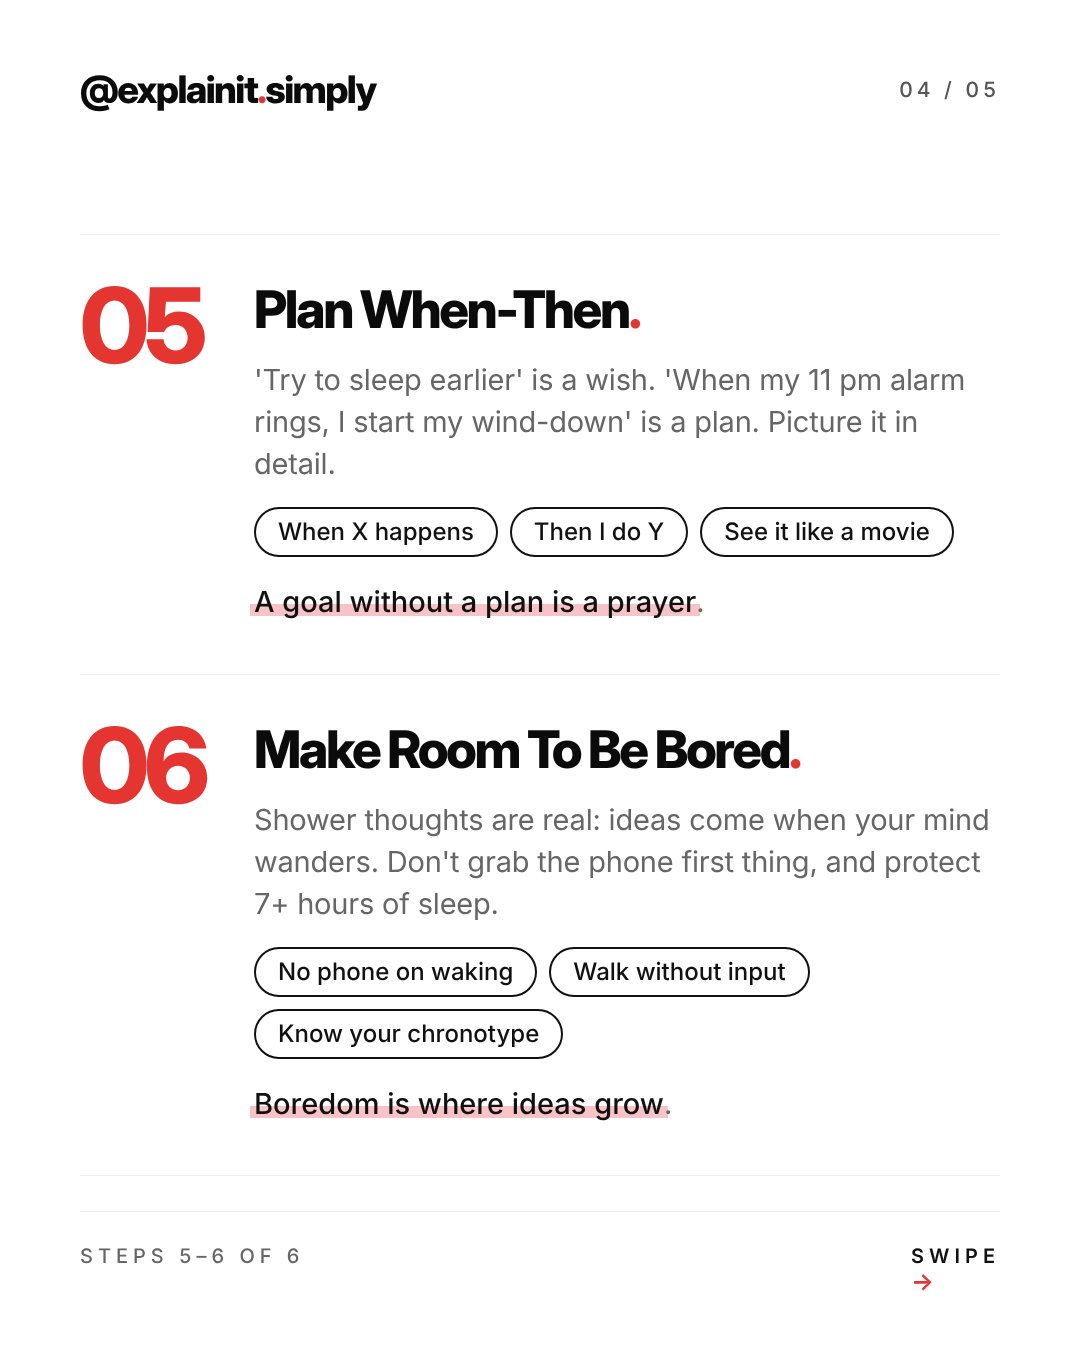 @explainit.simply
04 / 05
05
Plan When-Then.
'Try to sleep earlier' is a wish. 'When my 11 pm alarm
rings, I start my wind-down' is a plan. Picture it in
detail.
When X happens
Then I do Y
See it like a movie
A goal without a plan is a prayer.
06
Make Room To Be Bored.
Shower thoughts are real: ideas come when your mind
wanders. Don't grab the phone first thing, and protect
7+ hours of sleep.
No phone on waking
Walk without input
Know your chronotype
Boredom is where ideas grow.
STEPS 5–6 OF 6
SWIPE
→